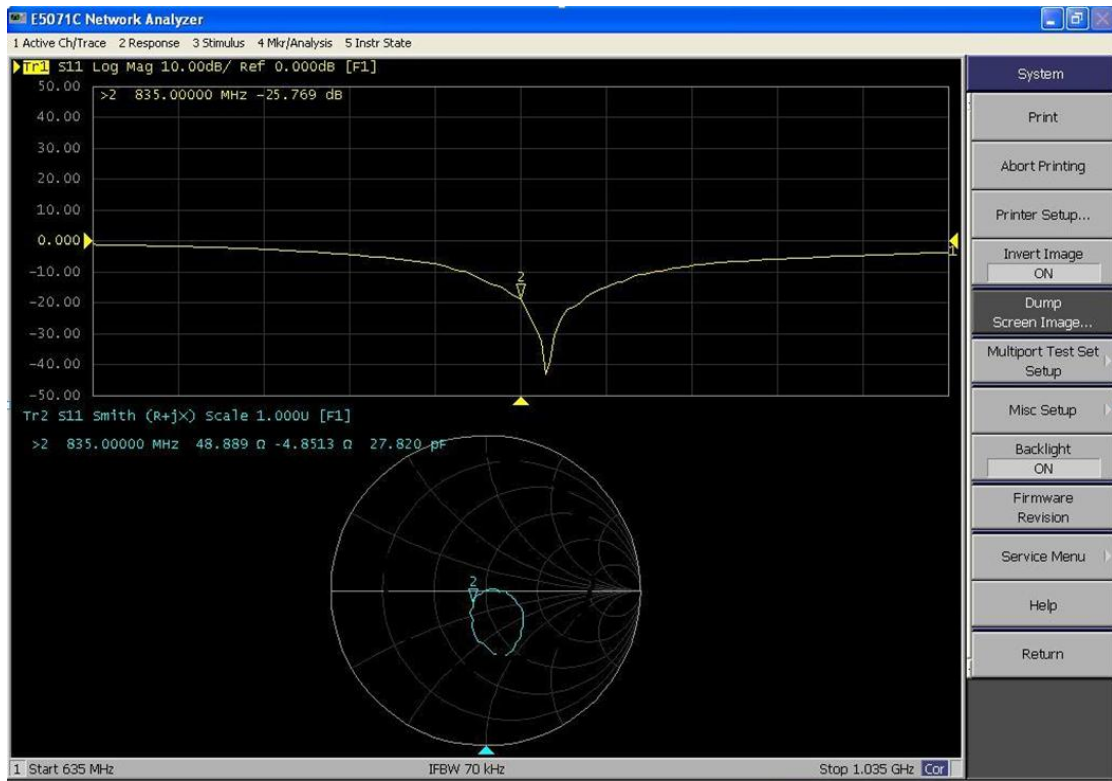 E5071C Network Analyzer
1 Active Ch/Trace 2 Response 3 Stimulus 4 Mkr/Analysis 5 Instr State
Tr1 S11 Log Mag 10.00dB/ Ref 0.000dB [F1]
50.00
>2 835.00000 MHz -25.769 dB
40.00
30.00
20.00
10.00
0.000
1
-10.00
2
-20.00
-30.00
-40.00
-50.00
Tr2 S11 Smith (R+jX) Scale 1.000U [F1]
>2 835.00000 MHz 48.889 Ω -4.8513 Ω 27.820 pF
2
1 Start 635 MHz
IFBW 70 kHz
Stop 1.035 GHz Cor
System
Print
Abort Printing
Printer Setup...
Invert Image
ON
Dump
Screen Image...
Multiport Test Set
Setup
Misc Setup
Backlight
ON
Firmware
Revision
Service Menu
Help
Return